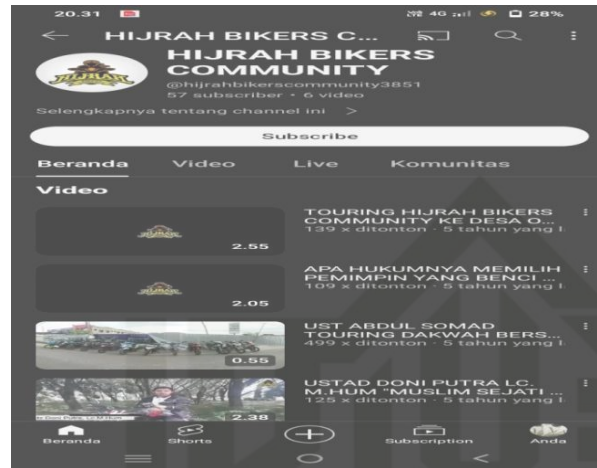 20.31 4G 28%
HIJRAH BIKERS C...
HIJRAH
HIJRAH BIKERS
COMMUNITY
@hijrahbikerscommunity3851
57 subscriber • 6 video
Selengkapnya tentang channel ini >
Subscribe
Beranda Video Live Komunitas
Video
TOURING HIJRAH BIKERS
COMMUNITY KE DESA O...
139 x ditonton · 5 tahun yang l
2.55
APA HUKUMNYA MEMILIH
PEMIMPIN YANG BENCI ...
109 x ditonton · 5 tahun yang l
2.05
UST ABDUL SOMAD
TOURING DAKWAH BERS...
499 x ditonton · 5 tahun yang l
0.55
USTAD DONI PUTRA LC.
M.HUM "MUSLIM SEJATI ...
125 x ditonton · 5 tahun yang l
2.38
Beranda Shorts Subscription Anda